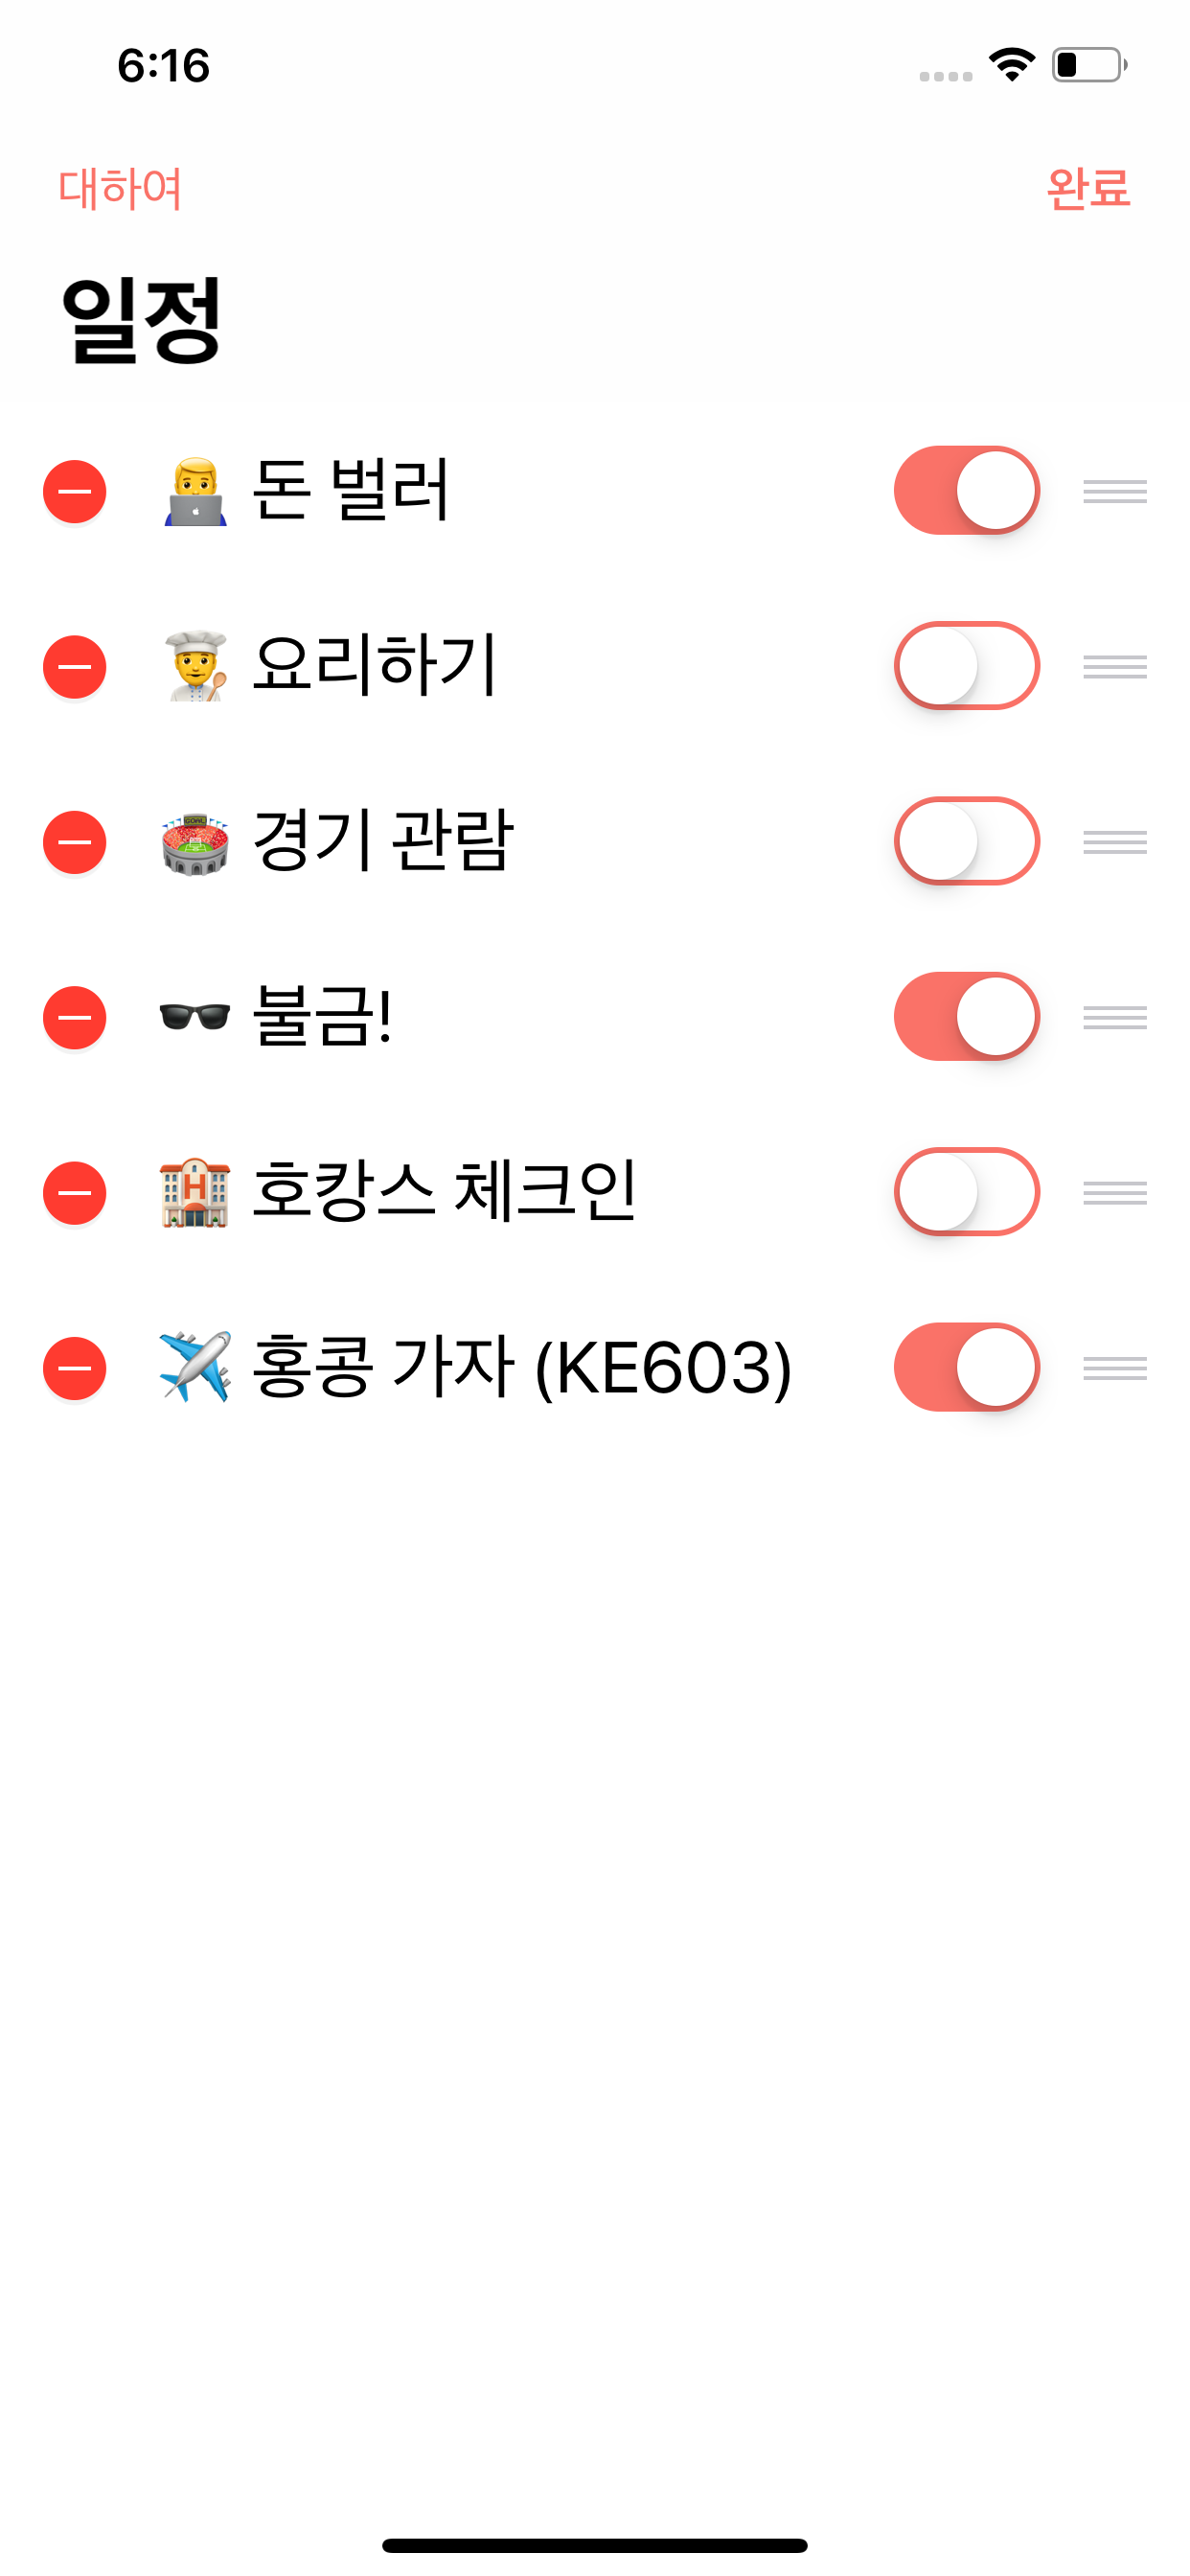 6:16
대하여
완료
일정
👨‍💻 돈 벌러
👨‍🍳 요리하기
🏟 경기 관람
🕶 불금!
🏨 호캉스 체크인
✈️ 홍콩 가자 (KE603)